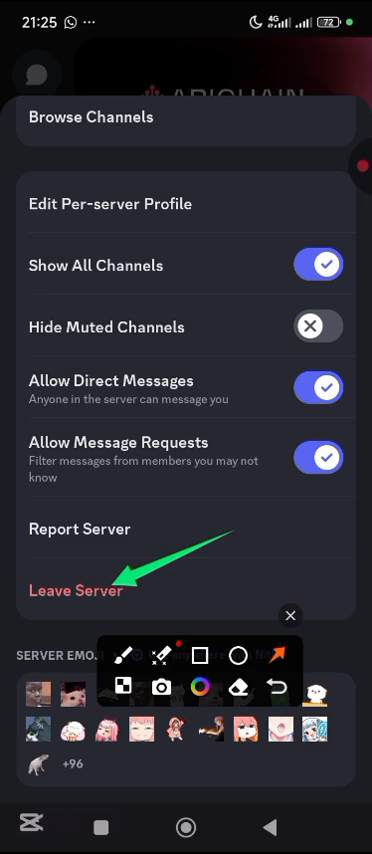 21:25
4G
72
ARICHAIN
Browse Channels
Edit Per-server Profile
Show All Channels
Hide Muted Channels
Allow Direct Messages
Anyone in the server can message you
Allow Message Requests
Filter messages from members you may not
know
Report Server
Leave Server
SERVER EMOJI
+96